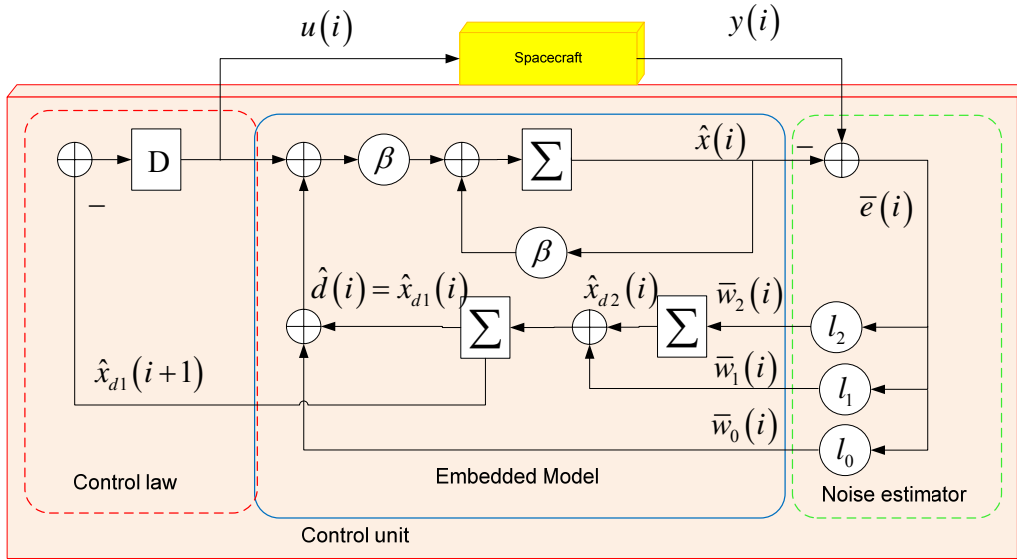 u(i)
y(i)
Spacecraft
D
β
∑
x̂(i)
−
ē(i)
−
β
d̂(i) = x̂_{d1}(i)
x̂_{d2}(i)
w̄₂(i)
∑
∑
l₂
x̂_{d1}(i+1)
w̄₁(i)
l₁
w̄₀(i)
l₀
Control law
Embedded Model
Noise estimator
Control unit